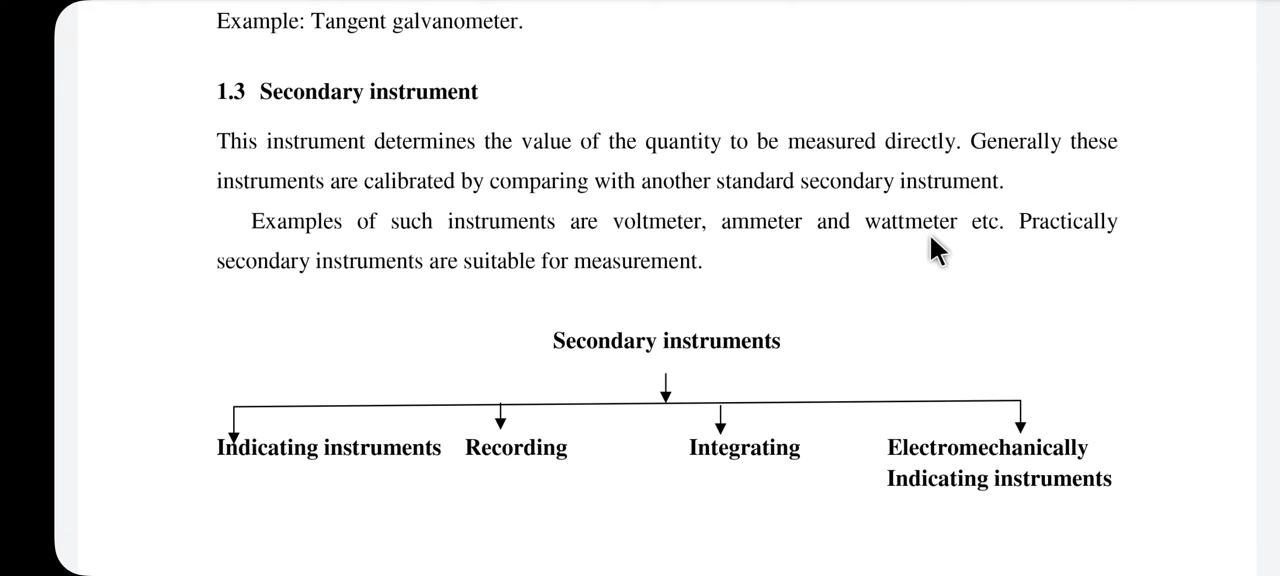 Example: Tangent galvanometer.
1.3 Secondary instrument
This instrument determines the value of the quantity to be measured directly. Generally these
instruments are calibrated by comparing with another standard secondary instrument.
Examples of such instruments are voltmeter, ammeter and wattmeter etc. Practically
secondary instruments are suitable for measurement.
Secondary instruments
Indicating instruments Recording Integrating Electromechanically
Indicating instruments